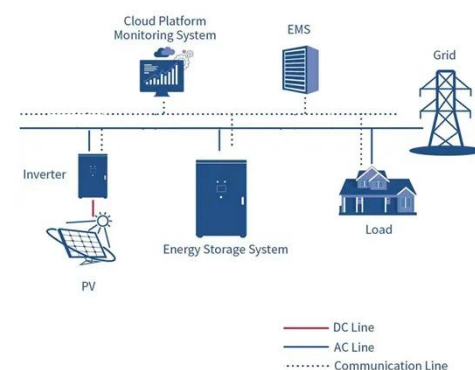 Cloud Platform
Monitoring System
EMS
Grid
Inverter
Load
Energy Storage System
PV
DC Line
AC Line
Communication Line